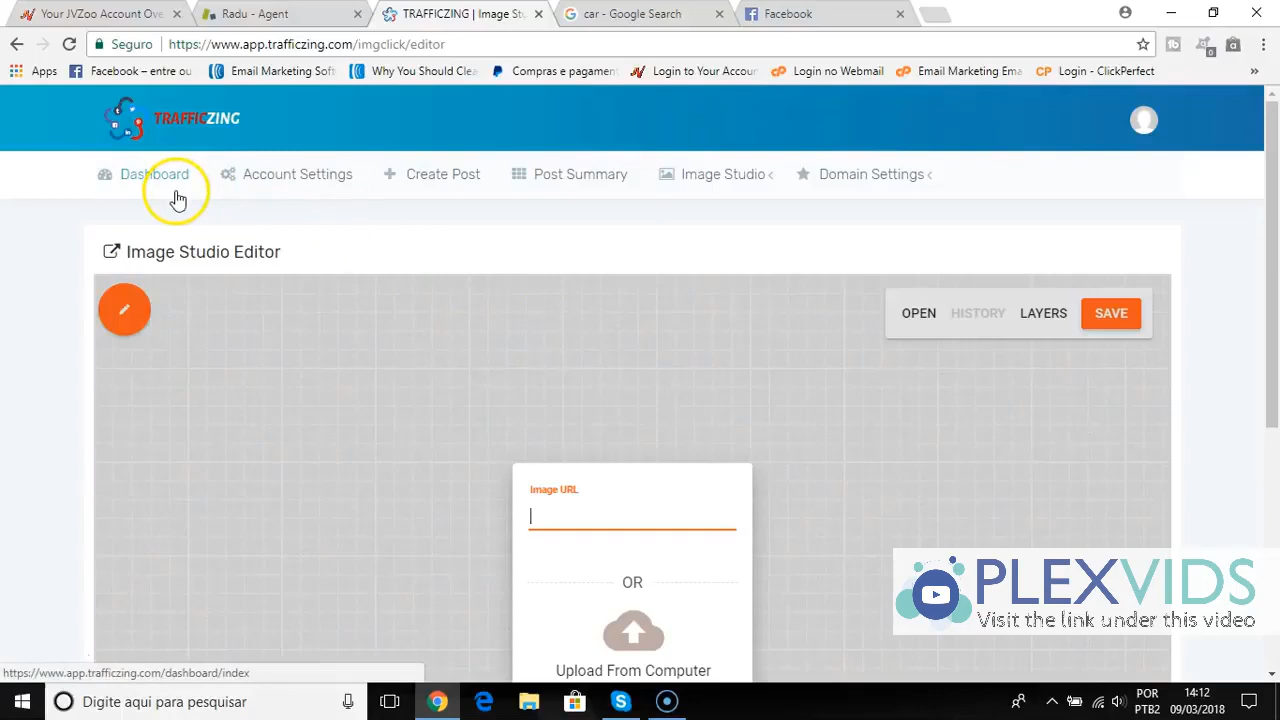 Your JVZoo Account Ove
Radu - Agent
TRAFFICZING | Image Stu
car - Google Search
Facebook
Seguro
https://www.app.trafficzing.com/imgclick/editor
Apps
Facebook – entre ou
Email Marketing Soft
Why You Should Clea
Compras e pagament
Login to Your Accoun
Login no Webmail
Email Marketing Ema
Login - ClickPerfect
TRAFFICZING
Dashboard
Account Settings
Create Post
Post Summary
Image Studio
Domain Settings
Image Studio Editor
OPEN
HISTORY
LAYERS
SAVE
Image URL
OR
Upload From Computer
PLEXVIDS
Visit the link under this video
https://www.app.trafficzing.com/dashboard/index
Digite aqui para pesquisar
POR
PTB2
14:12
09/03/2018